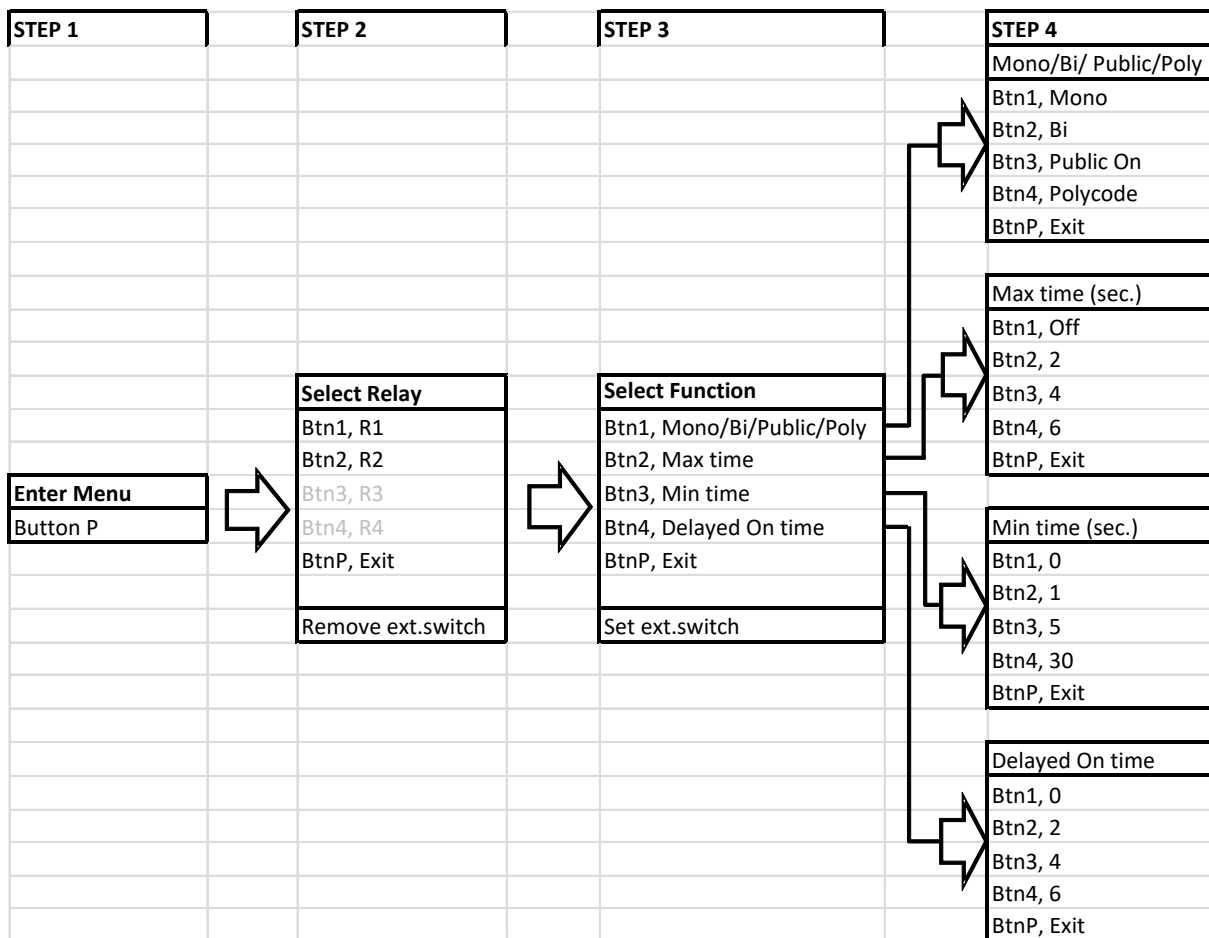 STEP 1
STEP 2
STEP 3
STEP 4
Enter Menu
Button P
Select Relay
Btn1, R1
Btn2, R2
Btn3, R3
Btn4, R4
BtnP, Exit
Remove ext.switch
Select Function
Btn1, Mono/Bi/Public/Poly
Btn2, Max time
Btn3, Min time
Btn4, Delayed On time
BtnP, Exit
Set ext.switch
Mono/Bi/ Public/Poly
Btn1, Mono
Btn2, Bi
Btn3, Public On
Btn4, Polycode
BtnP, Exit
Max time (sec.)
Btn1, Off
Btn2, 2
Btn3, 4
Btn4, 6
BtnP, Exit
Min time (sec.)
Btn1, 0
Btn2, 1
Btn3, 5
Btn4, 30
BtnP, Exit
Delayed On time
Btn1, 0
Btn2, 2
Btn3, 4
Btn4, 6
BtnP, Exit